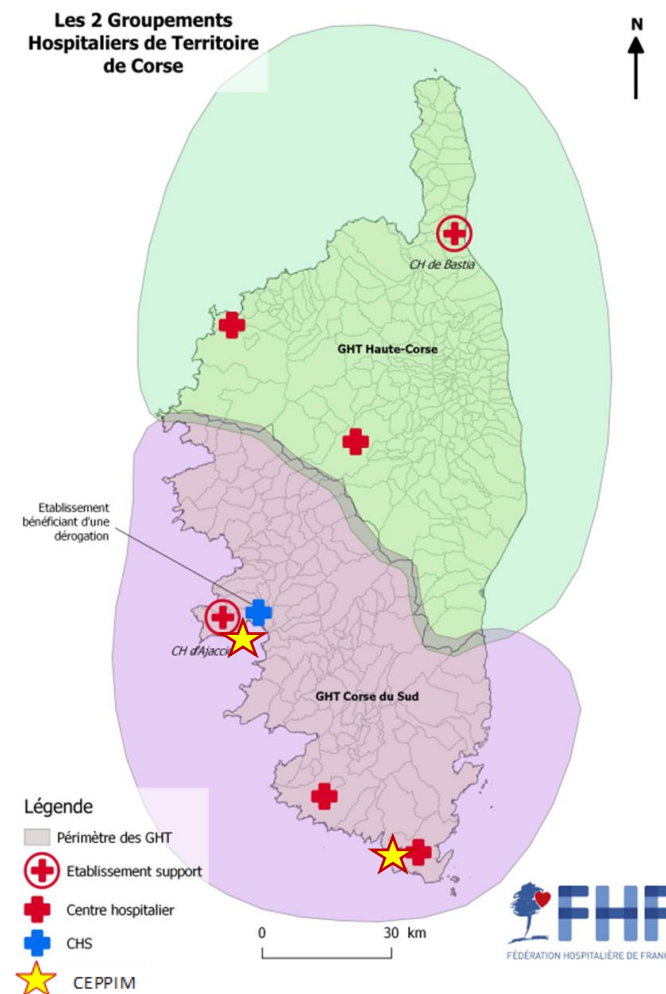 Les 2 Groupements
Hospitaliers de Territoire
de Corse
N
CH de Bastia
GHT Haute-Corse
Etablissement
bénéficiant d'une
dérogation
CH d'Ajaccio
GHT Corse du Sud
Légende
Périmètre des GHT
Etablissement support
Centre hospitalier
CHS
CEPPIM
0 30 km
FHF
FÉDÉRATION HOSPITALIÈRE DE FRANC